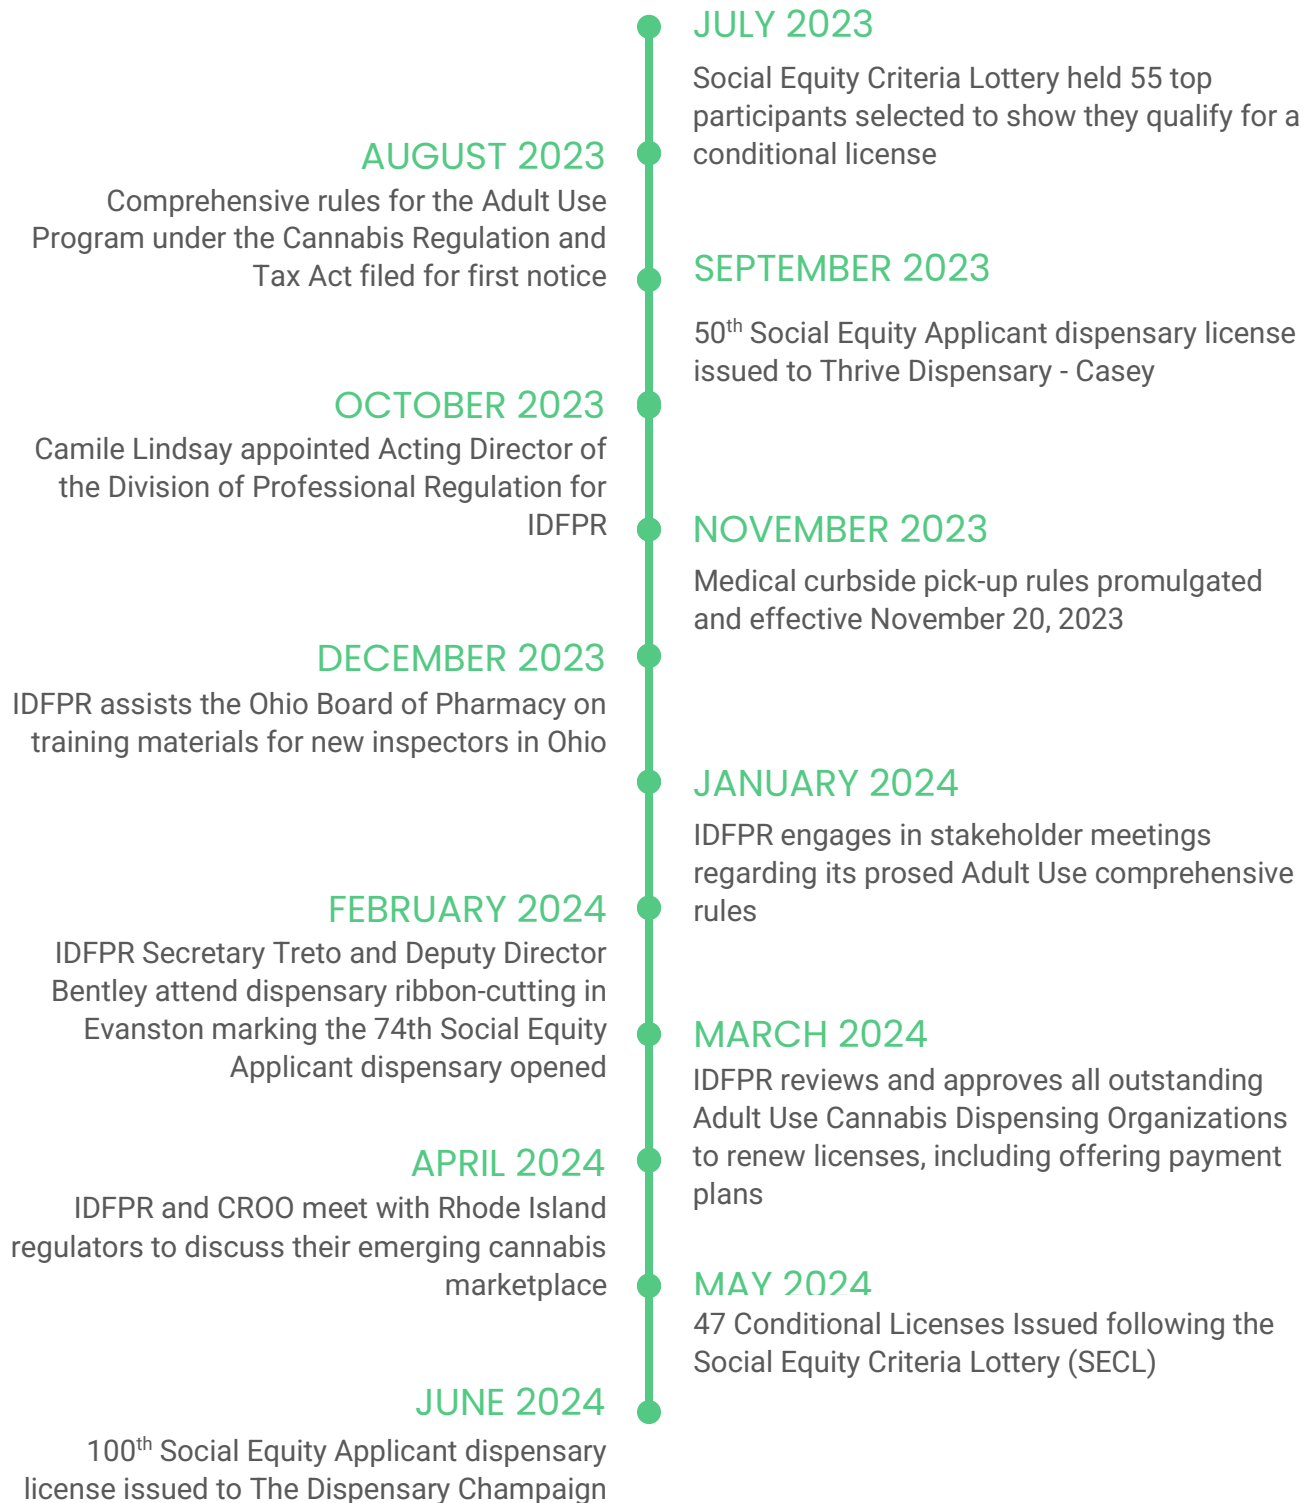 JULY 2023
Social Equity Criteria Lottery held 55 top
participants selected to show they qualify for a
conditional license
AUGUST 2023
Comprehensive rules for the Adult Use
Program under the Cannabis Regulation and
Tax Act filed for first notice
SEPTEMBER 2023
50th Social Equity Applicant dispensary license
issued to Thrive Dispensary - Casey
OCTOBER 2023
Camile Lindsay appointed Acting Director of
the Division of Professional Regulation for
IDFPR
NOVEMBER 2023
Medical curbside pick-up rules promulgated
and effective November 20, 2023
DECEMBER 2023
IDFPR assists the Ohio Board of Pharmacy on
training materials for new inspectors in Ohio
JANUARY 2024
IDFPR engages in stakeholder meetings
regarding its prosed Adult Use comprehensive
rules
FEBRUARY 2024
IDFPR Secretary Treto and Deputy Director
Bentley attend dispensary ribbon-cutting in
Evanston marking the 74th Social Equity
Applicant dispensary opened
MARCH 2024
IDFPR reviews and approves all outstanding
Adult Use Cannabis Dispensing Organizations
to renew licenses, including offering payment
plans
APRIL 2024
IDFPR and CROO meet with Rhode Island
regulators to discuss their emerging cannabis
marketplace
MAY 2024
47 Conditional Licenses Issued following the
Social Equity Criteria Lottery (SECL)
JUNE 2024
100th Social Equity Applicant dispensary
license issued to The Dispensary Champaign